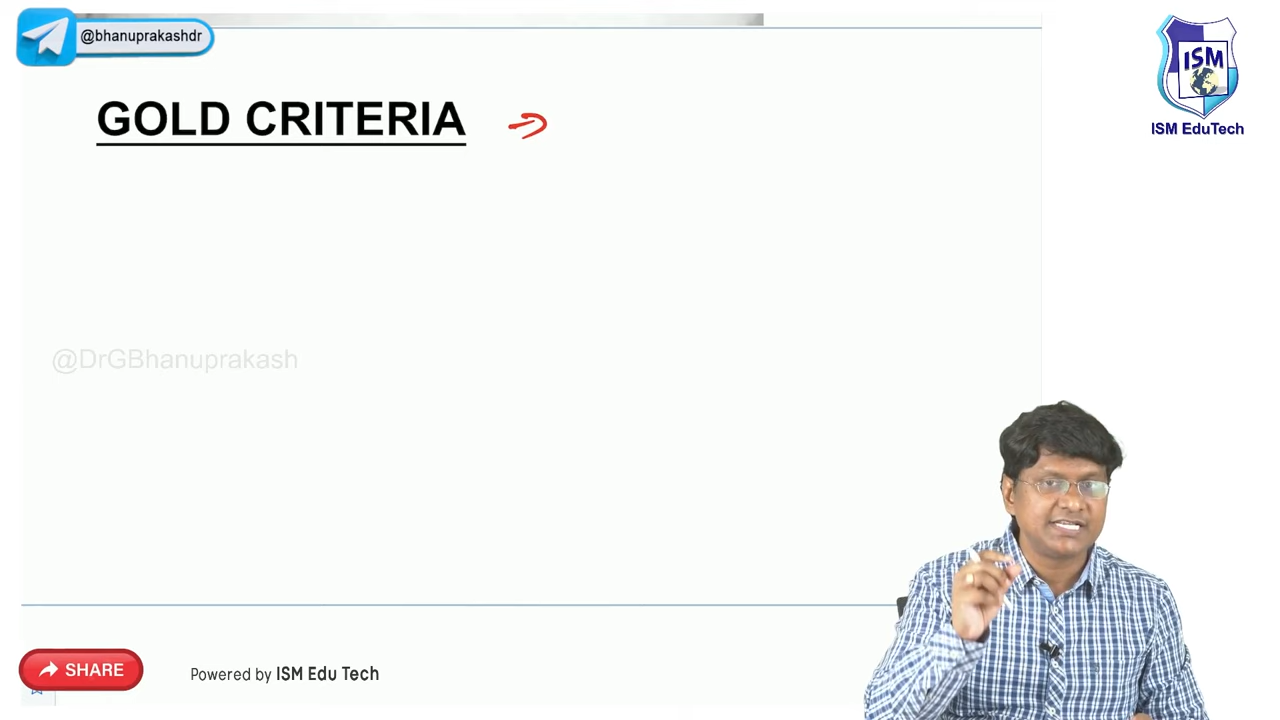 @bhanuprakashdr
ISM
ISM EduTech
GOLD CRITERIA
@DrGBhanuprakash
SHARE
Powered by ISM Edu Tech